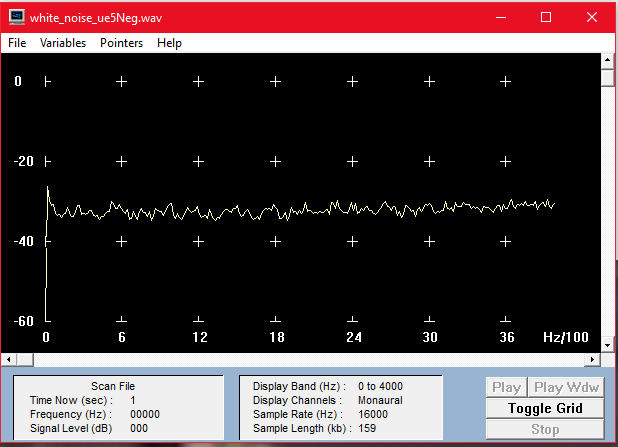 white_noise_ue5Neg.wav
File Variables Pointers Help
0
-20
-40
-60
0 6 12 18 24 30 36 Hz/100
Scan File
Time Now (sec) : 1
Frequency (Hz) : 00000
Signal Level (dB) 000
Display Band (Hz) : 0 to 4000
Display Channels : Monaural
Sample Rate (Hz) : 16000
Sample Length (kb) : 159
Play Play Wdw
Toggle Grid
Stop